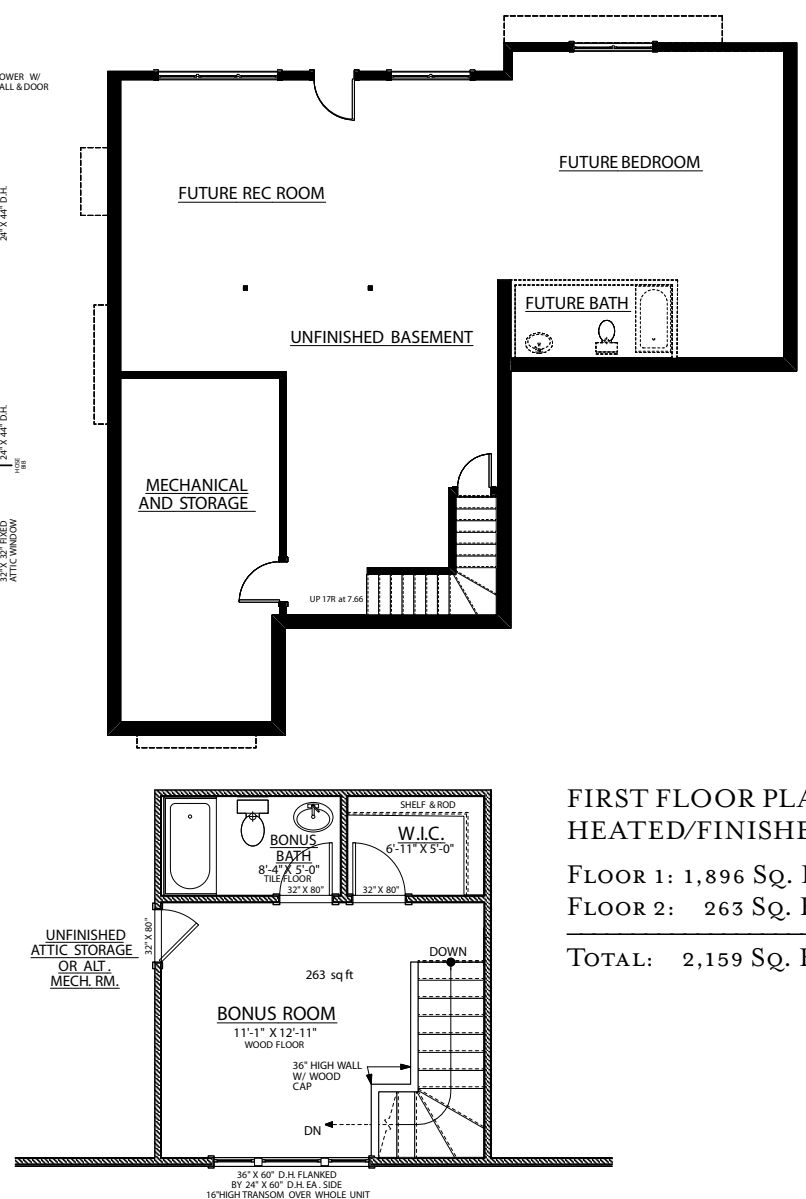 ALL & DOOR
24" X 44" D.H.
24" X 44" D.H.
HOSE
BIB
32" X 32" FIXED
ATTIC WINDOW
FUTURE BEDROOM
FUTURE REC ROOM
FUTURE BATH
UNFINISHED BASEMENT
MECHANICAL
AND STORAGE
UP 17R at 7.66
SHELF & ROD
BONUS
BATH
8'-4" X 5'-0"
TILE FLOOR
32" X 80"
W.I.C.
6'-11" X 5'-0"
32" X 80"
32" X 80"
UNFINISHED
ATTIC STORAGE
OR ALT.
MECH. RM.
DOWN
263 sq ft
BONUS ROOM
11'-1" X 12'-11"
WOOD FLOOR
36" HIGH WALL
W/ WOOD
CAP
DN
36" X 60" D.H. FLANKED
BY 24" X 60" D.H. EA. SIDE
16"HIGH TRANSOM OVER WHOLE UNIT
FIRST FLOOR PLA
HEATED/FINISHE
FLOOR 1: 1,896 SQ.
FLOOR 2: 263 SQ.
TOTAL: 2,159 SQ.